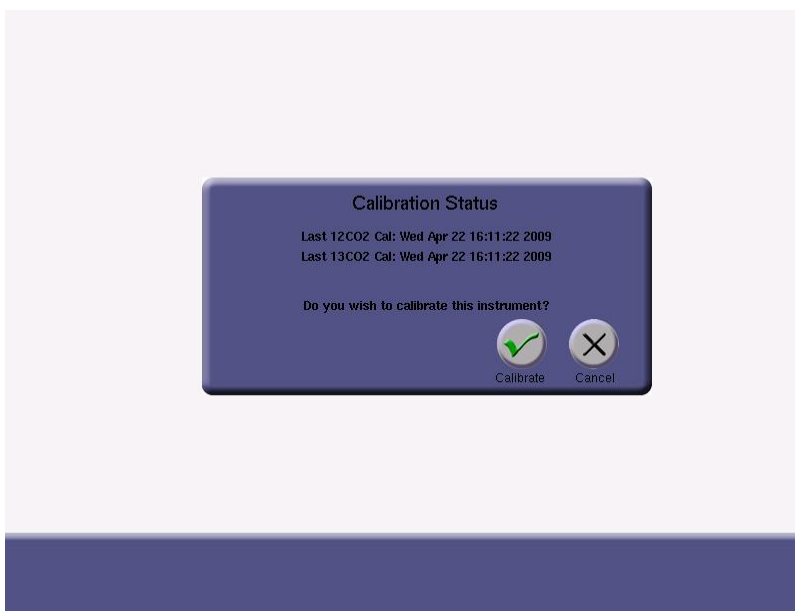 Calibration Status
Last 12CO2 Cal: Wed Apr 22 16:11:22 2009
Last 13CO2 Cal: Wed Apr 22 16:11:22 2009
Do you wish to calibrate this instrument?
Calibrate Cancel